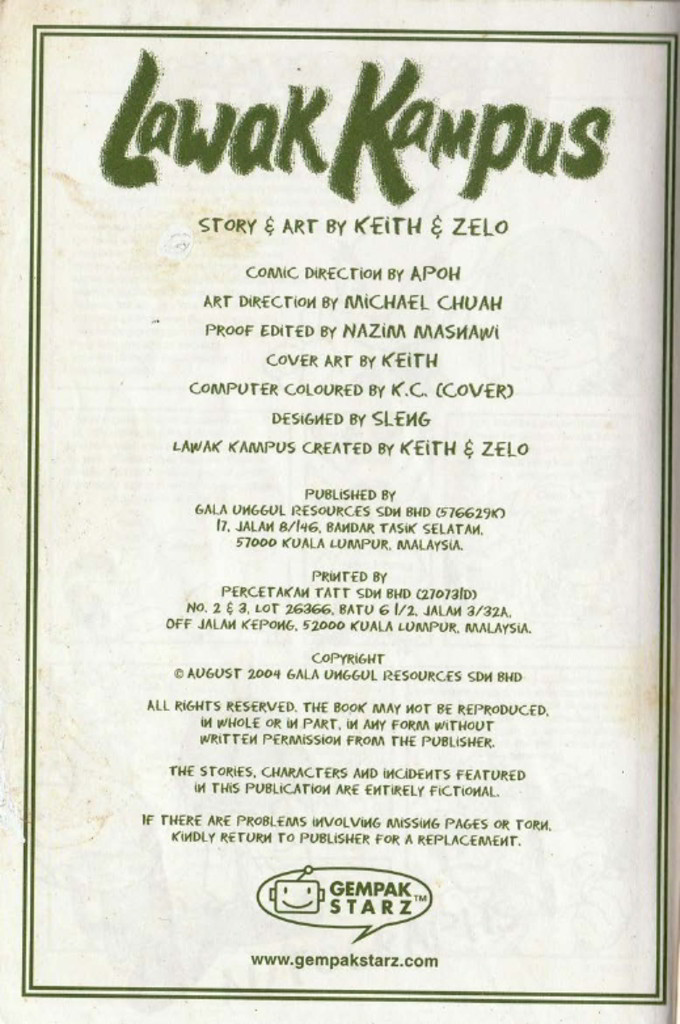 Lawak Kampus
STORY & ART BY KEITH & ZELO
COMIC DIRECTION BY APOH
ART DIRECTION BY MICHAEL CHUAH
PROOF EDITED BY NAZIM MASNAWI
COVER ART BY KEITH
COMPUTER COLOURED BY K.C. (COVER)
DESIGNED BY SLENG
LAWAK KAMPUS CREATED BY KEITH & ZELO
PUBLISHED BY
GALA UNGGUL RESOURCES SDN BHD (576629K)
17, JALAN 8/146, BANDAR TASIK SELATAN,
57000 KUALA LUMPUR, MALAYSIA.
PRINTED BY
PERCETAKAN TATT SDN BHD (270731D)
NO. 2 & 3, LOT 26366, BATU 6 1/2, JALAN 3/32A,
OFF JALAN KEPONG, 52000 KUALA LUMPUR, MALAYSIA.
COPYRIGHT
© AUGUST 2004 GALA UNGGUL RESOURCES SDN BHD
ALL RIGHTS RESERVED. THE BOOK MAY NOT BE REPRODUCED,
IN WHOLE OR IN PART, IN ANY FORM WITHOUT
WRITTEN PERMISSION FROM THE PUBLISHER.
THE STORIES, CHARACTERS AND INCIDENTS FEATURED
IN THIS PUBLICATION ARE ENTIRELY FICTIONAL.
IF THERE ARE PROBLEMS INVOLVING MISSING PAGES OR TORN,
KINDLY RETURN TO PUBLISHER FOR A REPLACEMENT.
GEMPAK
STARZ™
www.gempakstarz.com